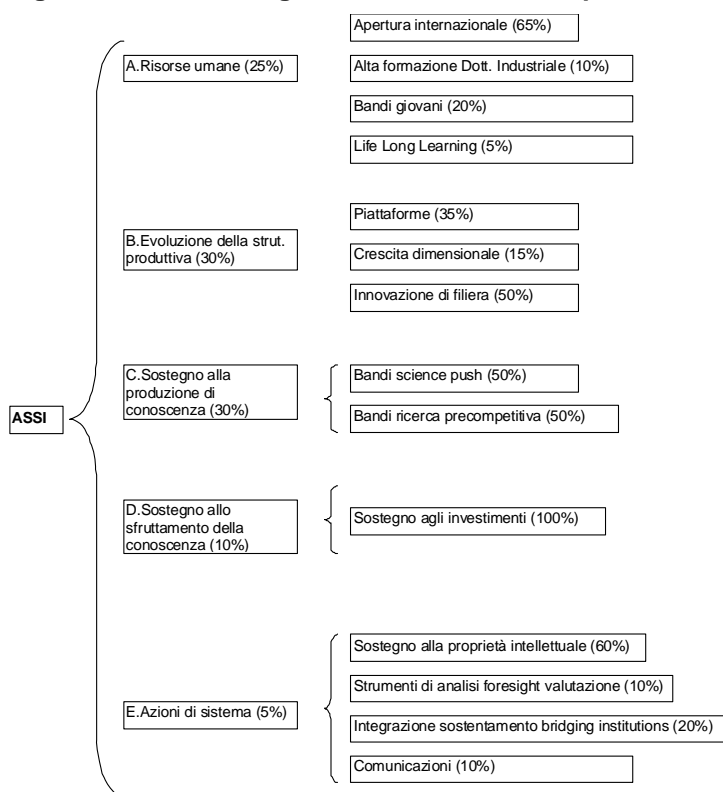 Apertura internazionale (65%)
A.Risorse umane (25%)
Alta formazione Dott. Industriale (10%)
Bandi giovani (20%)
Life Long Learning (5%)
Piattaforme (35%)
B.Evoluzione della strut.
produttiva (30%)
Crescita dimensionale (15%)
Innovazione di filiera (50%)
C.Sostegno alla
produzione di
conoscenza (30%)
Bandi science push (50%)
Bandi ricerca precompetitiva (50%)
ASSI
D.Sostegno allo
sfruttamento della
conoscenza (10%)
Sostegno agli investimenti (100%)
Sostegno alla proprietà intellettuale (60%)
Strumenti di analisi foresight valutazione (10%)
E.Azioni di sistema (5%)
Integrazione sostentamento bridging institutions (20%)
Comunicazioni (10%)